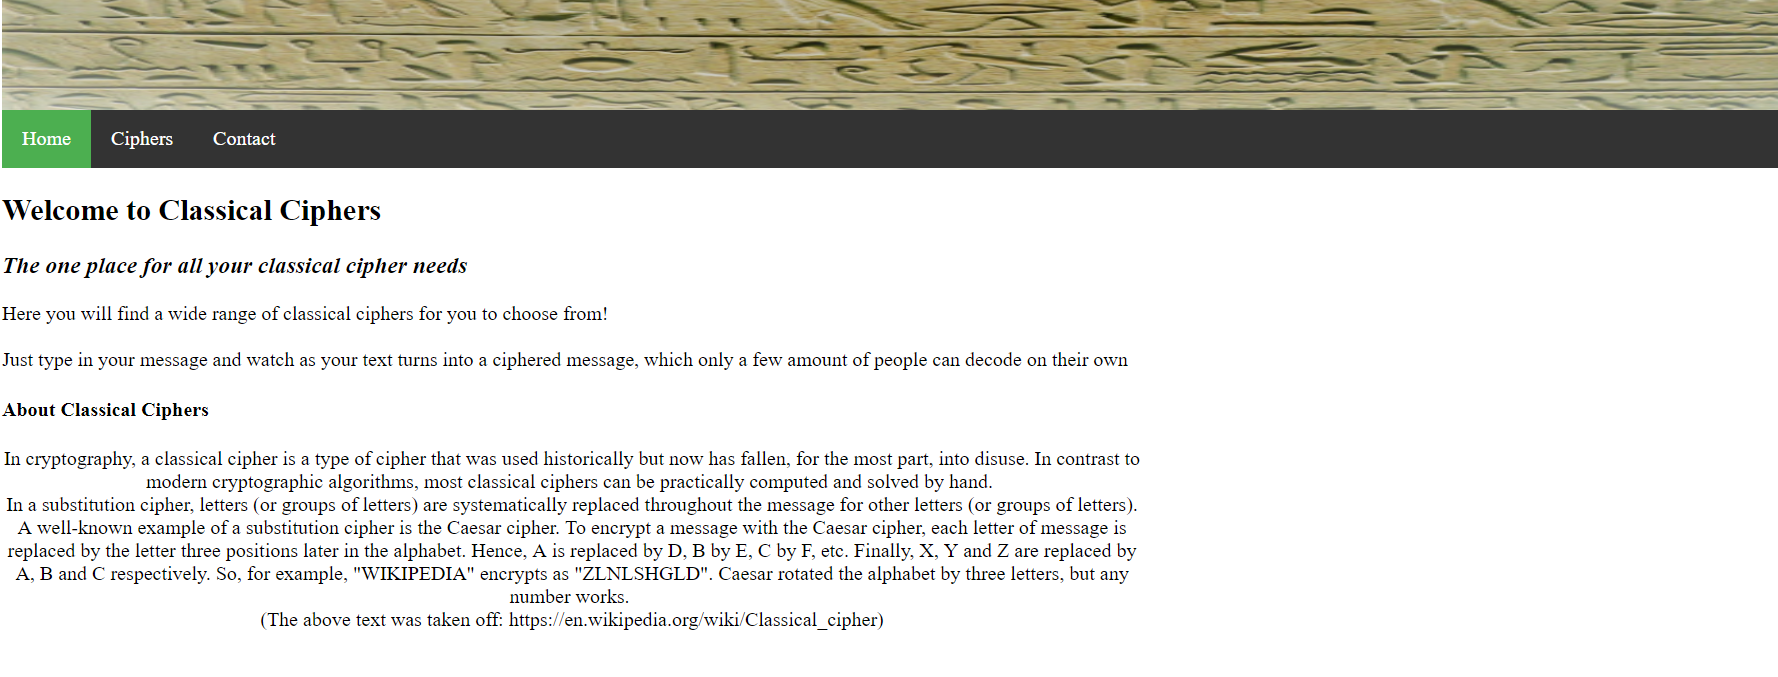 Home Ciphers Contact
Welcome to Classical Ciphers
The one place for all your classical cipher needs
Here you will find a wide range of classical ciphers for you to choose from!
Just type in your message and watch as your text turns into a ciphered message, which only a few amount of people can decode on their own
About Classical Ciphers
In cryptography, a classical cipher is a type of cipher that was used historically but now has fallen, for the most part, into disuse. In contrast to
modern cryptographic algorithms, most classical ciphers can be practically computed and solved by hand.
In a substitution cipher, letters (or groups of letters) are systematically replaced throughout the message for other letters (or groups of letters).
A well-known example of a substitution cipher is the Caesar cipher. To encrypt a message with the Caesar cipher, each letter of message is
replaced by the letter three positions later in the alphabet. Hence, A is replaced by D, B by E, C by F, etc. Finally, X, Y and Z are replaced by
A, B and C respectively. So, for example, "WIKIPEDIA" encrypts as "ZLNLSHGLD". Caesar rotated the alphabet by three letters, but any
number works.
(The above text was taken off: https://en.wikipedia.org/wiki/Classical_cipher)